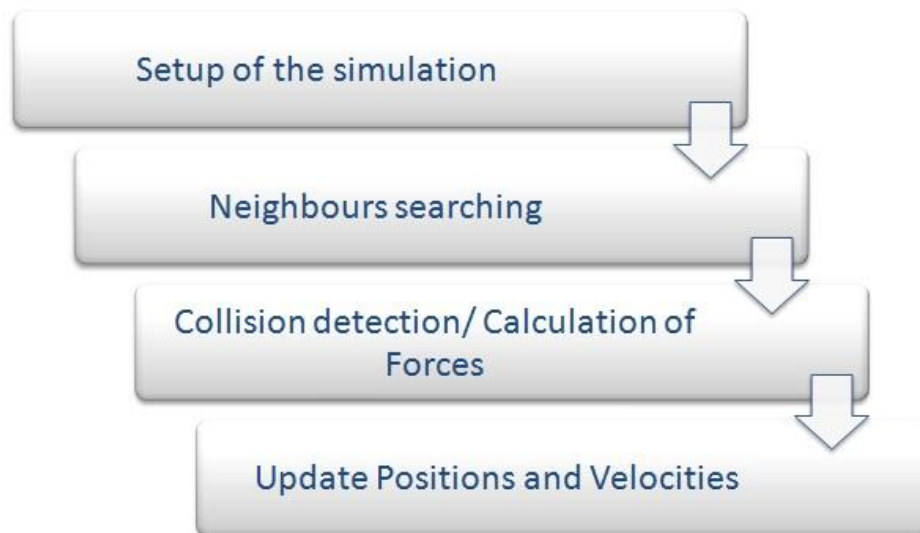 Setup of the simulation
Neighbours searching
Collision detection/ Calculation of
Forces
Update Positions and Velocities